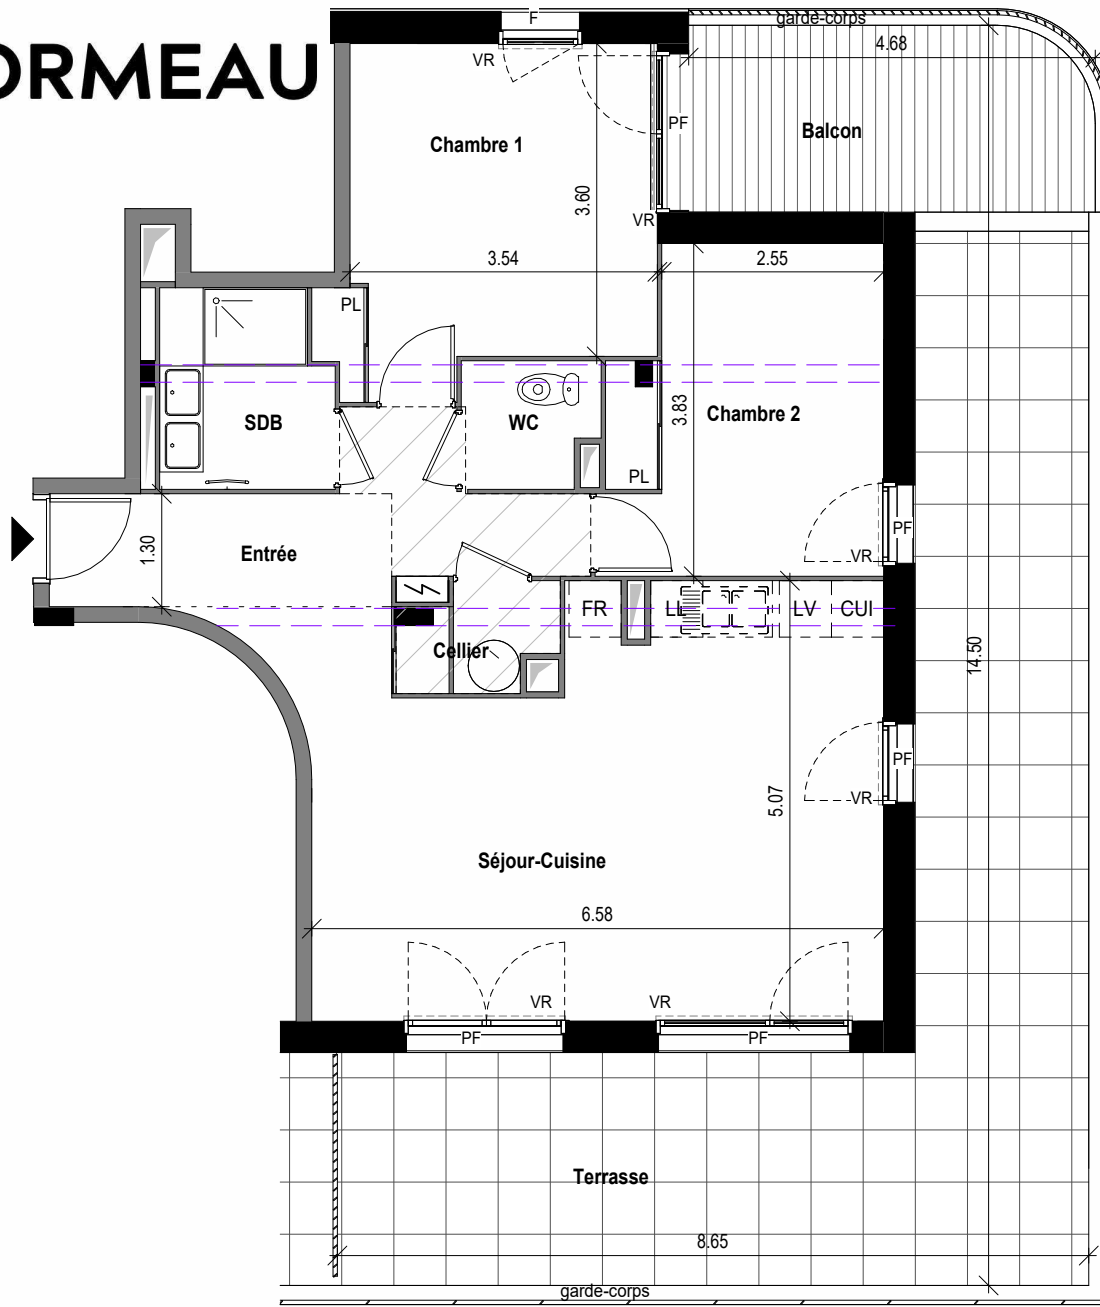 ORMEAU
F
garde-corps
4.68
VR
PF
Chambre 1
Balcon
3.60
VR
3.54
2.55
PL
3.83
SDB
WC
Chambre 2
PL
PF
1.30
Entrée
VR
FR
LL
LV
CUI
Cellier
14.50
PF
VR
5.07
Séjour-Cuisine
6.58
VR
VR
PF
PF
Terrasse
8.65
garde-corps